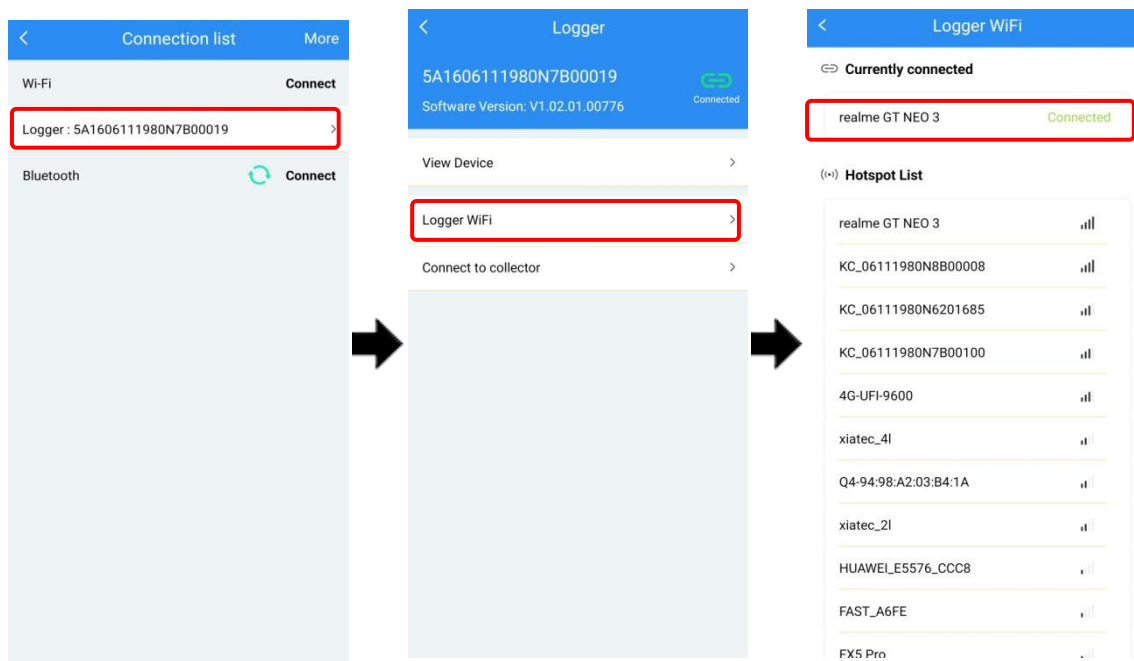 Connection list More
Wi-Fi Connect
Logger : 5A1606111980N7B00019
Bluetooth Connect
Logger
5A1606111980N7B00019
Connected
Software Version: V1.02.01.00776
View Device
Logger WiFi
Connect to collector
Logger WiFi
Currently connected
realme GT NEO 3 Connected
Hotspot List
realme GT NEO 3
KC_06111980N8B00008
KC_06111980N6201685
KC_06111980N7B00100
4G-UFI-9600
xiatec_4l
Q4-94:98:A2:03:B4:1A
xiatec_2l
HUAWEI_E5576_CCC8
FAST_A6FE
FX5 Pro